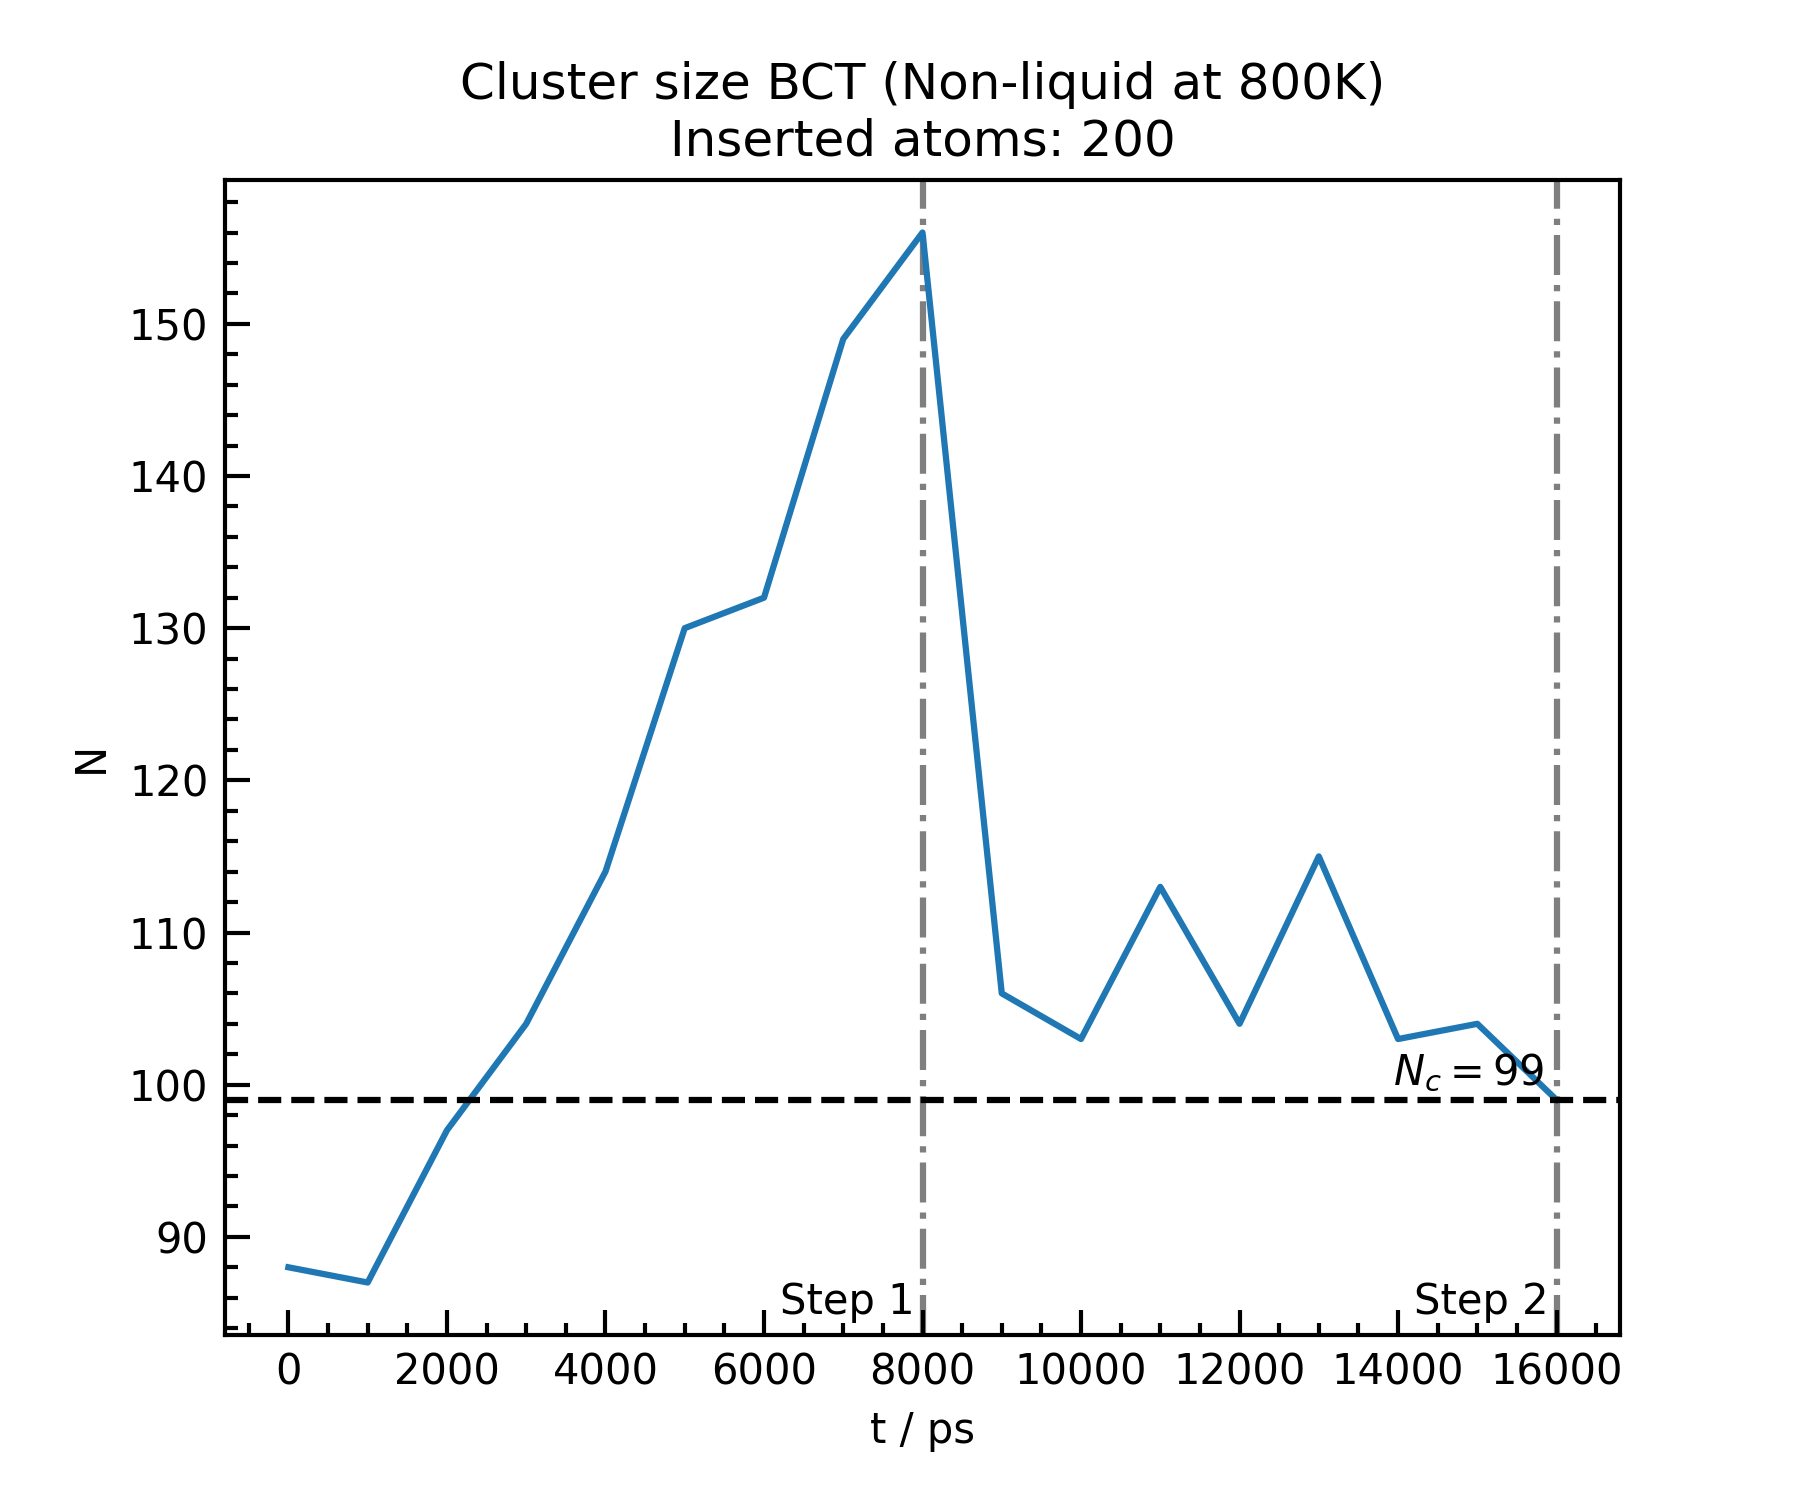 Cluster size BCT (Non-liquid at 800K)
Inserted atoms: 200
150
140
130
120
110
100
90
N
N_c = 99
Step 1
Step 2
0 2000 4000 6000 8000 10000 12000 14000 16000
t / ps